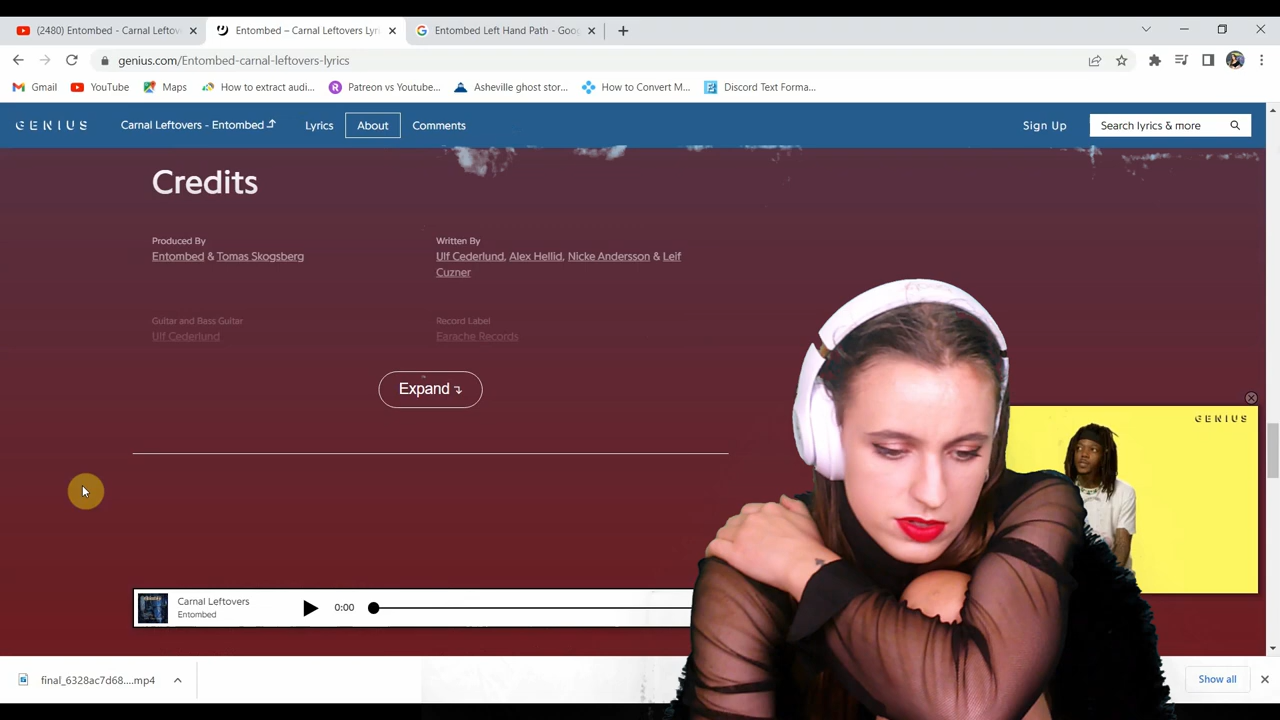 (2480) Entombed - Carnal Leftov
Entombed – Carnal Leftovers Lyri
Entombed Left Hand Path - Goo
genius.com/Entombed-carnal-leftovers-lyrics
Gmail
YouTube
Maps
How to extract audi...
Patreon vs Youtube...
Asheville ghost stor...
How to Convert M...
Discord Text Forma...
GENIUS
Carnal Leftovers - Entombed
Lyrics
About
Comments
Sign Up
Search lyrics & more
Credits
Produced By
Entombed & Tomas Skogsberg
Written By
Ulf Cederlund, Alex Hellid, Nicke Andersson & Leif
Cuzner
Guitar and Bass Guitar
Ulf Cederlund
Record Label
Earache Records
Expand
GENIUS
Carnal Leftovers
Entombed
0:00
final_6328ac7d68....mp4
Show all